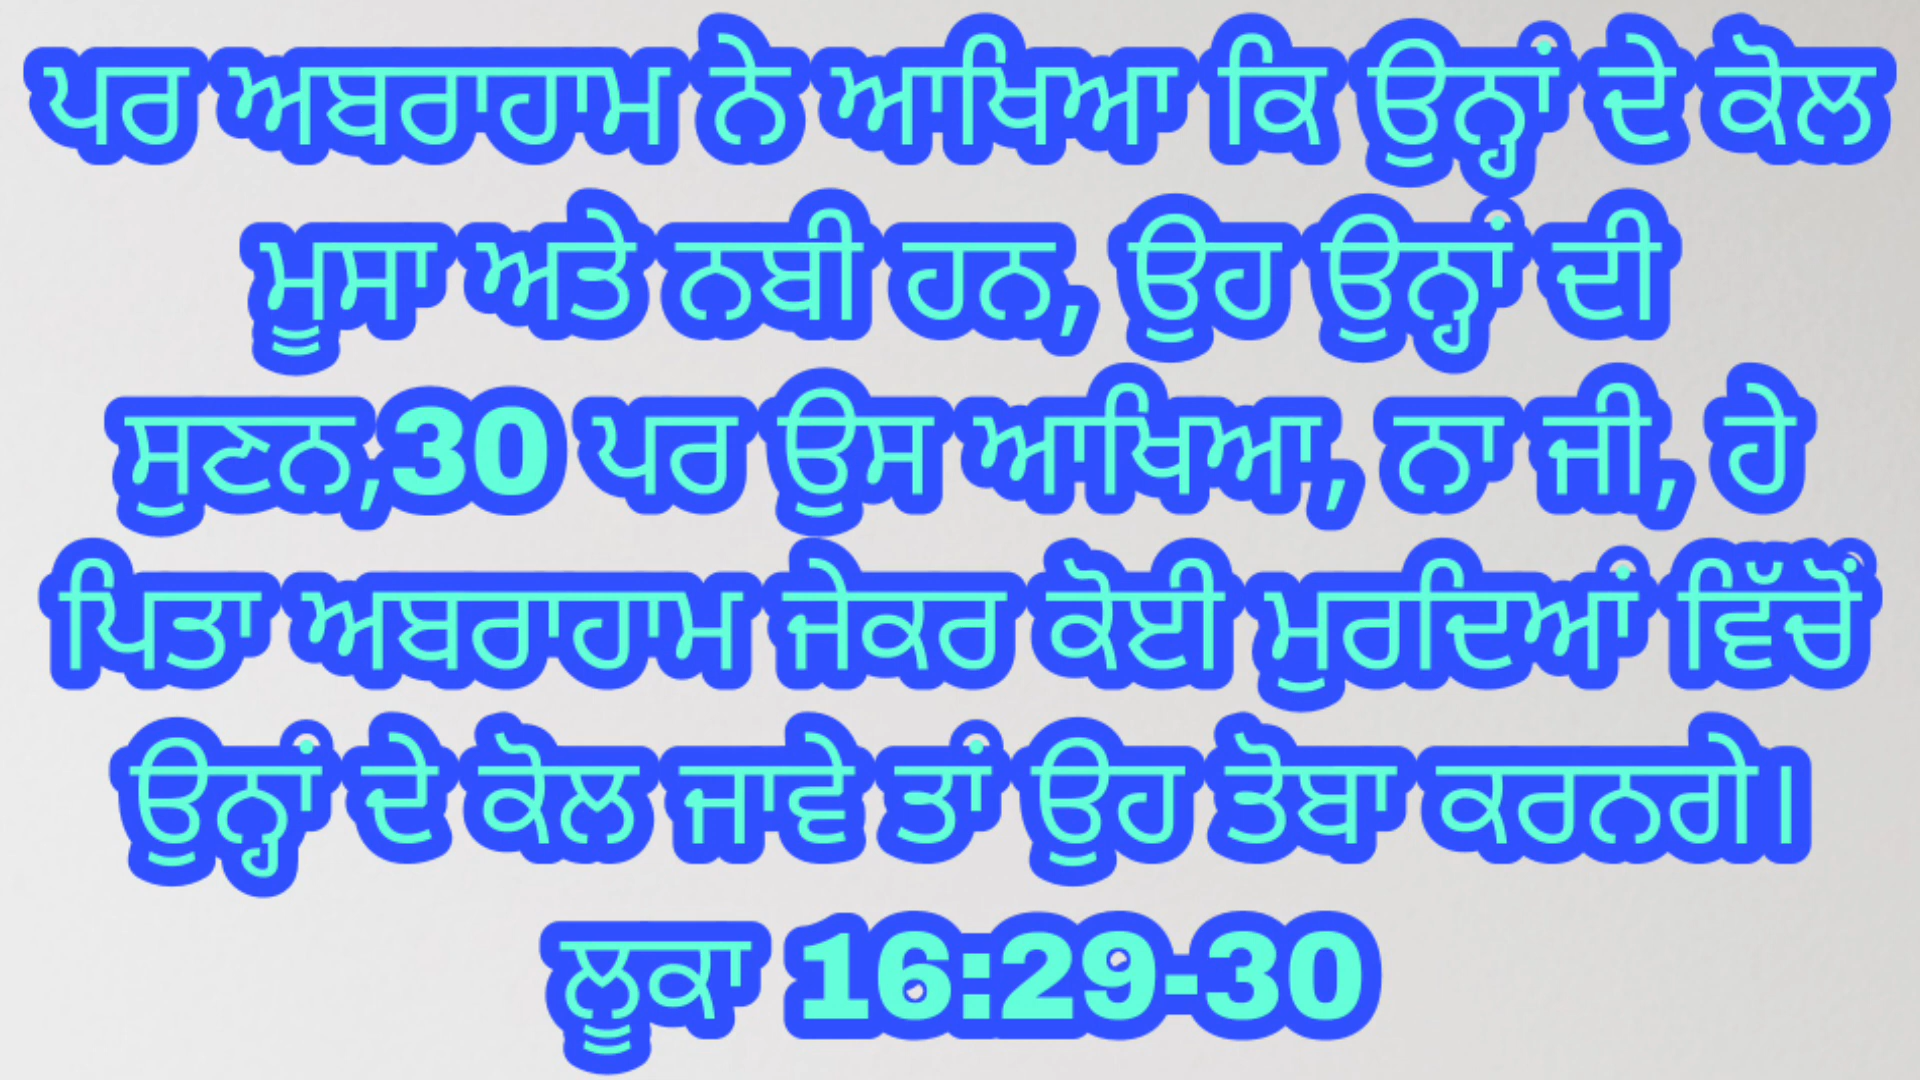 ਪਰ ਅਬਰਾਹਾਮ ਨੇ ਆਖਿਆ ਕਿ ਉਨ੍ਹਾਂ ਦੇ ਕੋਲ
ਮੂਸਾ ਅਤੇ ਨਬੀ ਹਨ, ਉਹ ਉਨ੍ਹਾਂ ਦੀ
ਸੁਣਨ,30 ਪਰ ਉਸ ਆਖਿਆ, ਨਾ ਜੀ, ਹੇ
ਪਿਤਾ ਅਬਰਾਹਾਮ ਜੇਕਰ ਕੋਈ ਮੁਰਦਿਆਂ ਵਿੱਚੋਂ
ਉਨ੍ਹਾਂ ਦੇ ਕੋਲ ਜਾਵੇ ਤਾਂ ਉਹ ਤੋਬਾ ਕਰਨਗੇ।
ਲੂਕਾ 16:29-30